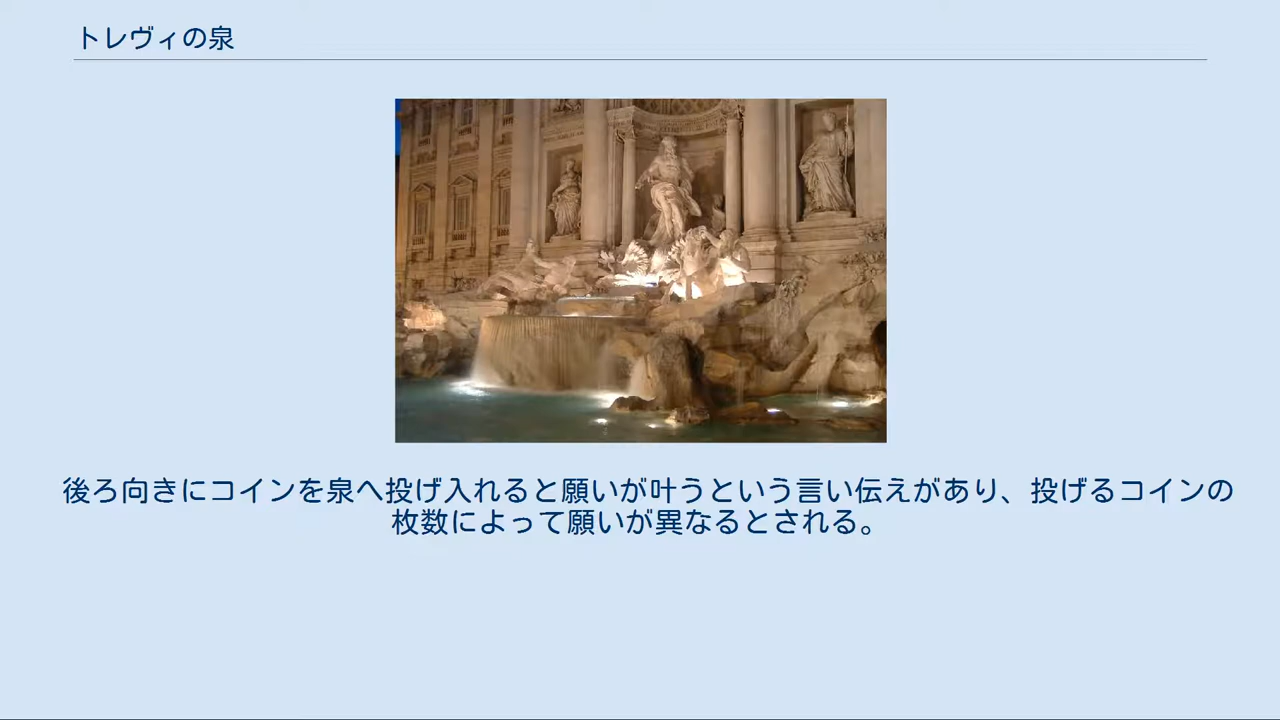 トレヴィの泉
後ろ向きにコインを泉へ投げ入れると願いが叶うという言い伝えがあり、投げるコインの
枚数によって願いが異なるとされる。